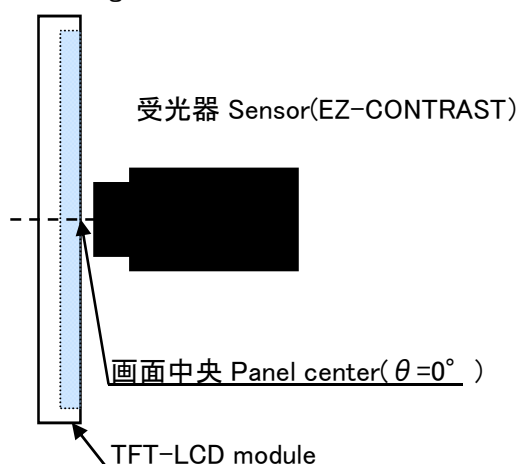 受光器 Sensor(EZ-CONTRAST)
画面中央 Panel center(θ=0°)
TFT-LCD module